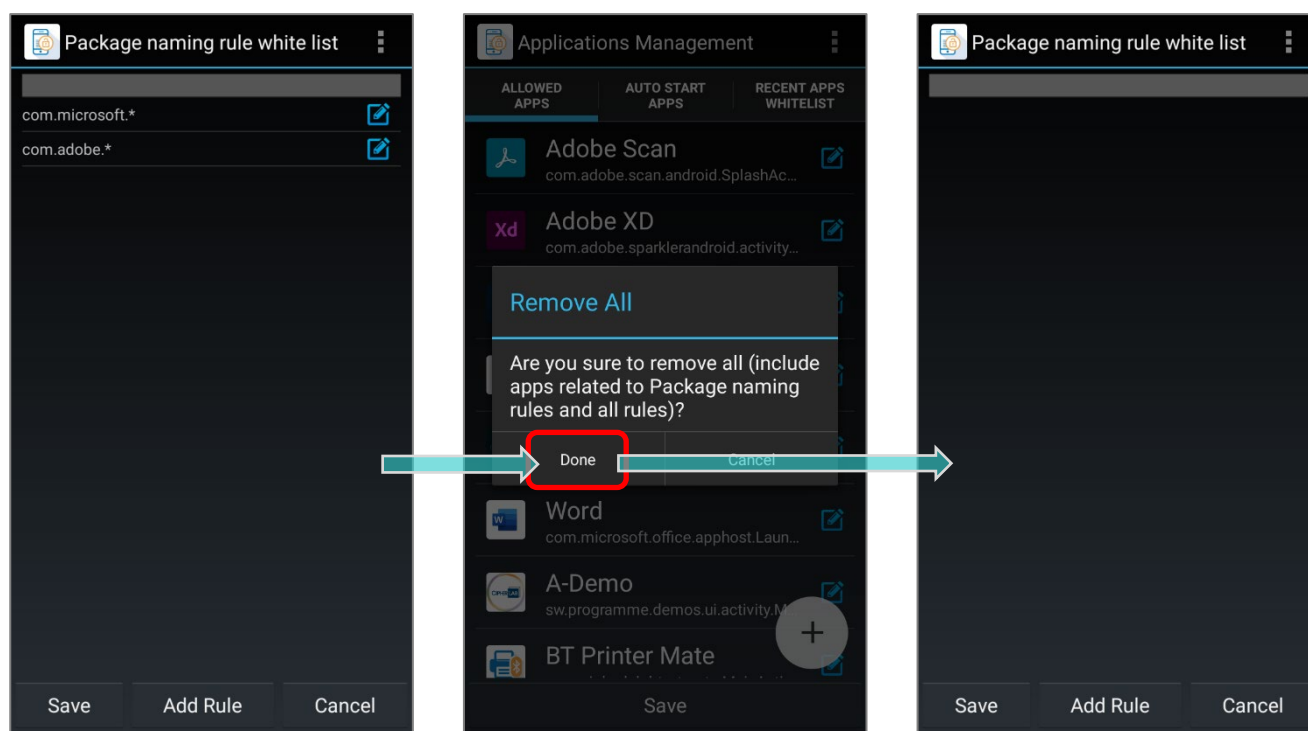 Package naming rule white list
com.microsoft.*
com.adobe.*
Save Add Rule Cancel
Applications Management
ALLOWED APPS
AUTO START APPS
RECENT APPS WHITELIST
Adobe Scan
com.adobe.scan.android.SplashAc...
Xd
Adobe XD
com.adobe.sparklerandroid.activity...
Remove All
Are you sure to remove all (include
apps related to Package naming
rules and all rules)?
Done Cancel
W
Word
com.microsoft.office.apphost.Laun...
A-Demo
sw.programme.demos.ui.activity.M...
+
BT Printer Mate
Save
Package naming rule white list
Save Add Rule Cancel